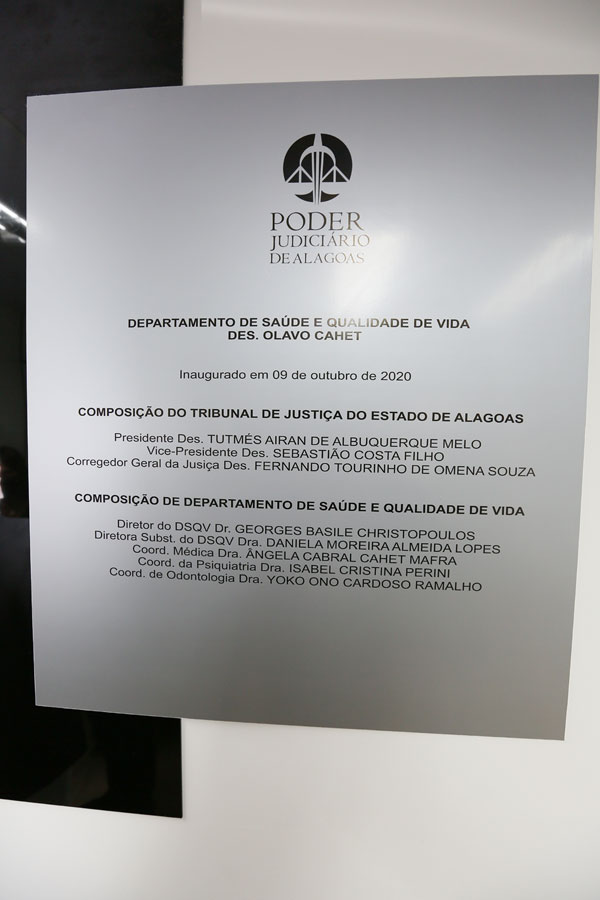 PODER
JUDICIÁRIO
DE ALAGOAS
DEPARTAMENTO DE SAÚDE E QUALIDADE DE VIDA
DES. OLAVO CAHET
Inaugurado em 09 de outubro de 2020
COMPOSIÇÃO DO TRIBUNAL DE JUSTIÇA DO ESTADO DE ALAGOAS
Presidente Des. TUTMÉS AIRAN DE ALBUQUERQUE MELO
Vice-Presidente Des. SEBASTIÃO COSTA FILHO
Corregedor Geral da Jusiça Des. FERNANDO TOURINHO DE OMENA SOUZA
COMPOSIÇÃO DE DEPARTAMENTO DE SAÚDE E QUALIDADE DE VIDA
Diretor do DSQV Dr. GEORGES BASILE CHRISTOPOULOS
Diretora Subst. do DSQV Dra. DANIELA MOREIRA ALMEIDA LOPES
Coord. Médica Dra. ÂNGELA CABRAL CAHET MAFRA
Coord. da Psiquiatria Dra. ISABEL CRISTINA PERINI
Coord. de Odontologia Dra. YOKO ONO CARDOSO RAMALHO